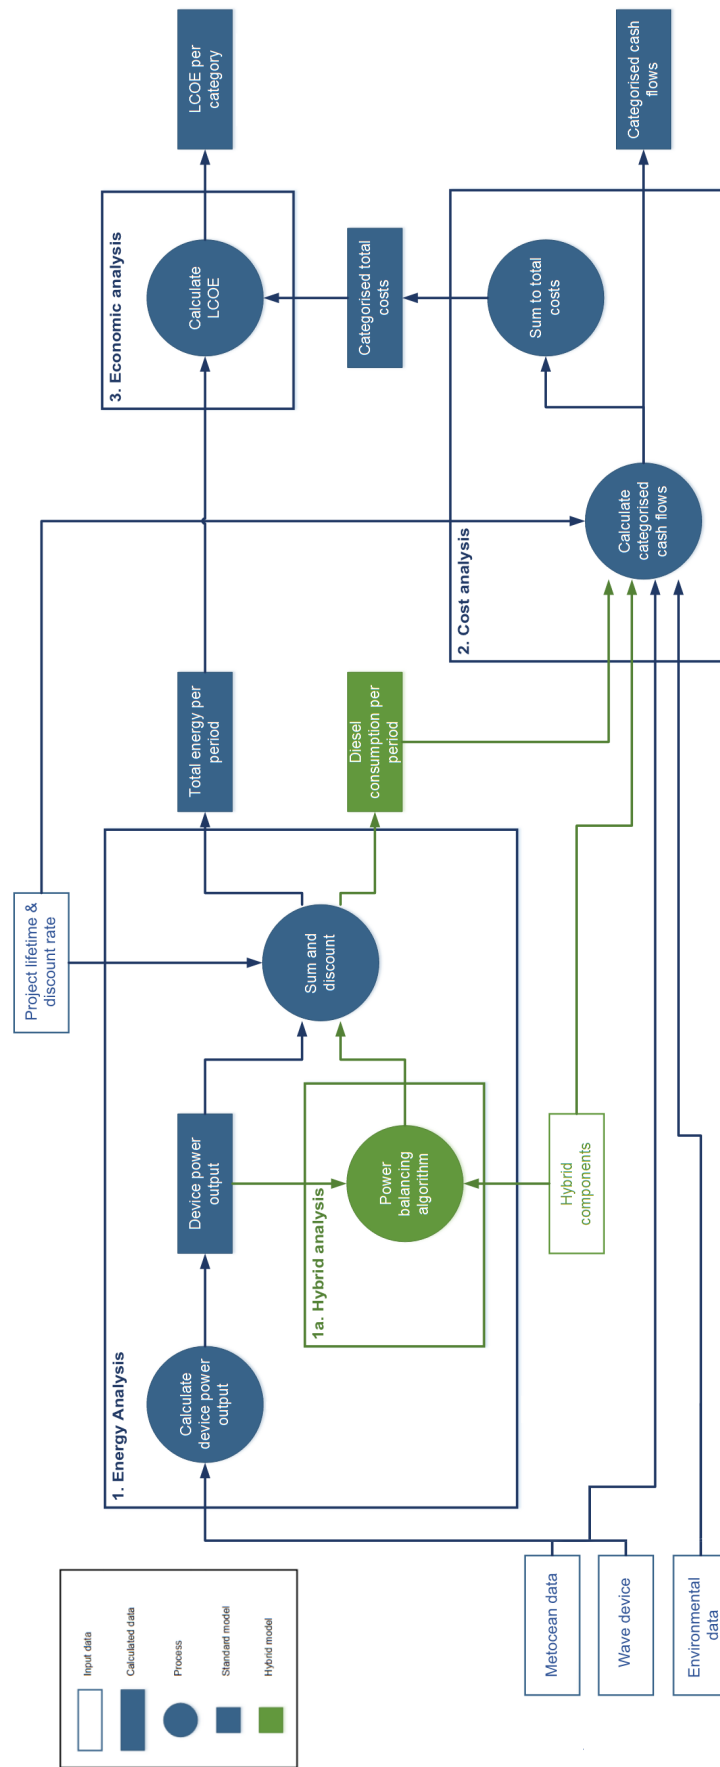 Input data
Calculated data
Process
Standard model
Hybrid model
1. Energy Analysis
Calculate
device power
output
Device power
output
1a. Hybrid analysis
Power
balancing
algorithm
Sum and
discount
Project lifetime &
discount rate
Total energy per
period
Diesel
consumption per
period
3. Economic analysis
Calculate
LCOE
LCOE per
category
Categorised total
costs
2. Cost analysis
Sum to total
costs
Calculate
categorised
cash flows
Categorised cash
flows
Hybrid
components
Metocean data
Wave device
Environmental
data